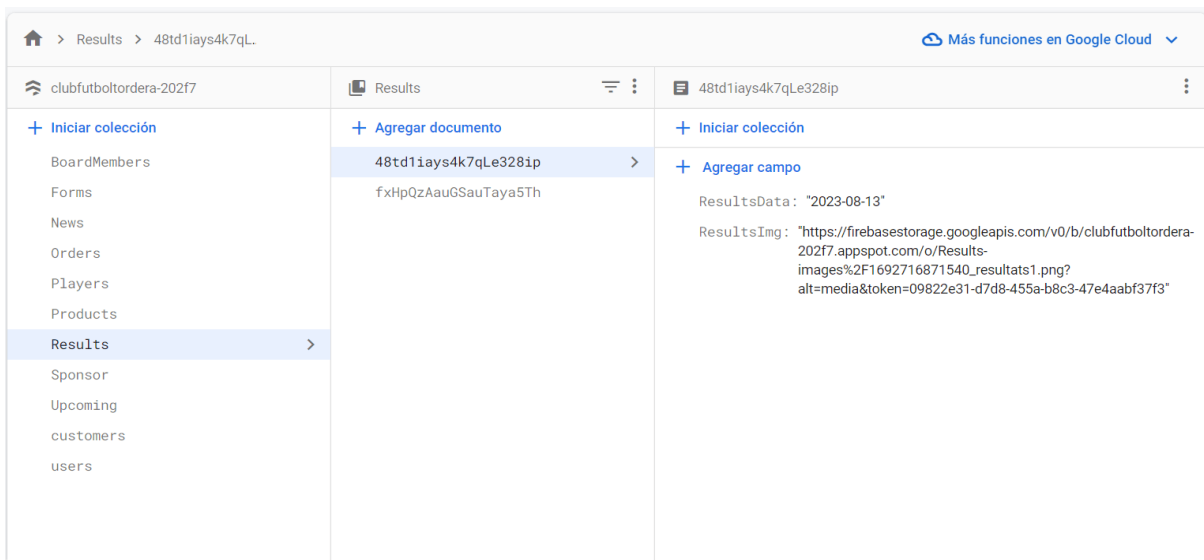 Results
48td1iays4k7qL.
Más funciones en Google Cloud
clubfutboltordera-202f7
Results
48td1iays4k7qLe328ip
Iniciar colección
Agregar documento
Iniciar colección
BoardMembers
Forms
News
Orders
Players
Products
Results
Sponsor
Upcoming
customers
users
48td1iays4k7qLe328ip
fxHpQzAauGSauTaya5Th
Agregar campo
ResultsData: "2023-08-13"
ResultsImg: "https://firebasestorage.googleapis.com/v0/b/clubfutboltordera-
202f7.appspot.com/o/Results-
images%2F1692716871540_resultats1.png?
alt=media&token=09822e31-d7d8-455a-b8c3-47e4aabf37f3"